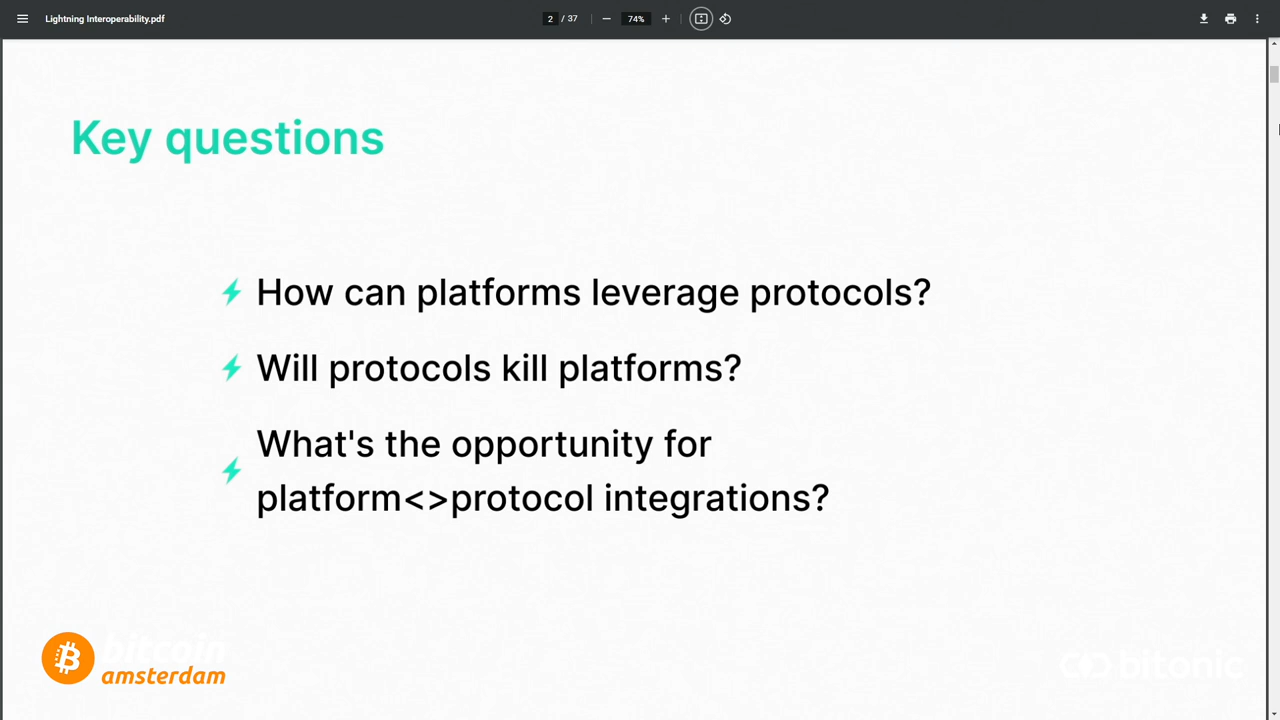 Lightning Interoperability.pdf
2 / 37
74%
Key questions
How can platforms leverage protocols?
Will protocols kill platforms?
What's the opportunity for
platform<>protocol integrations?
bitcoin
amsterdam
bitonic